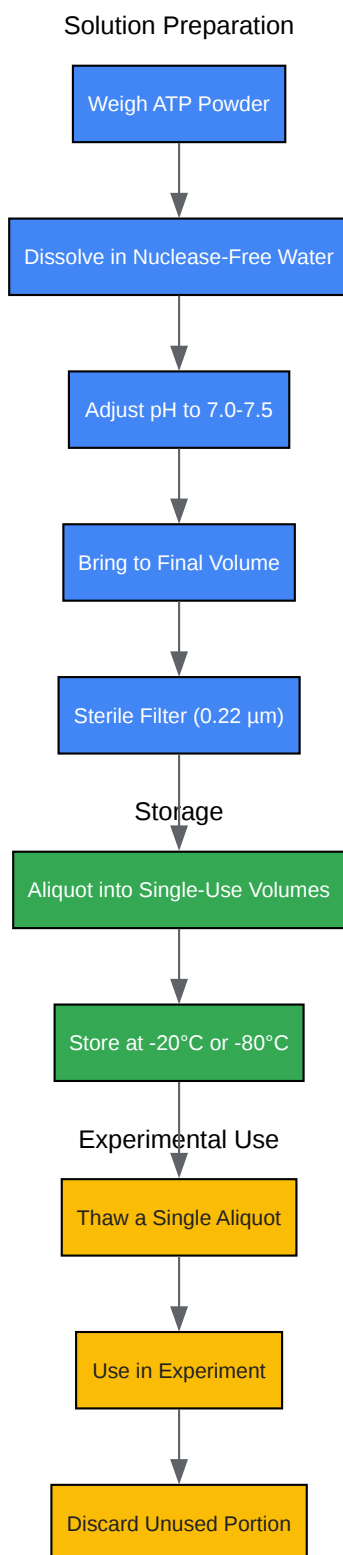 Solution Preparation
Weigh ATP Powder
Dissolve in Nuclease-Free Water
Adjust pH to 7.0-7.5
Bring to Final Volume
Sterile Filter (0.22 µm)
Storage
Aliquot into Single-Use Volumes
Store at -20°C or -80°C
Experimental Use
Thaw a Single Aliquot
Use in Experiment
Discard Unused Portion